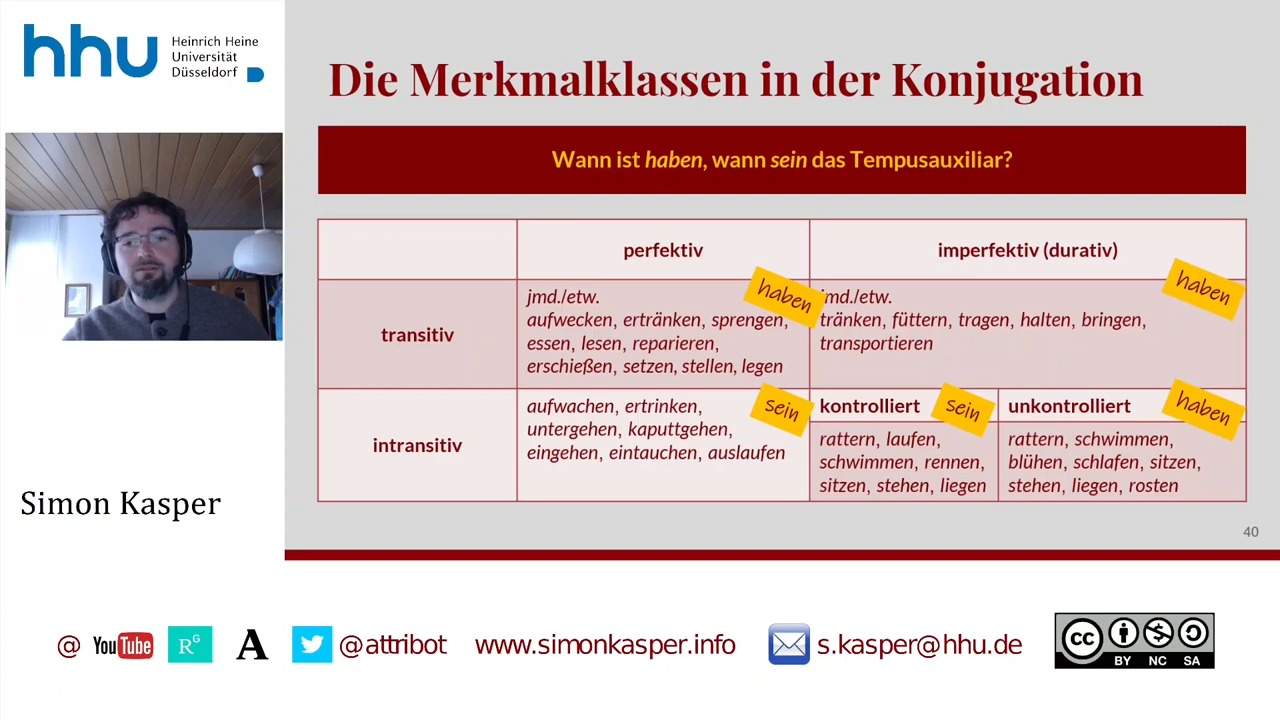 hhu Heinrich Heine
Universität
Düsseldorf
Die Merkmalklassen in der Konjugation
Wann ist haben, wann sein das Tempusauxiliar?
perfektiv
imperfektiv (durativ)
transitiv
jmd./etw.
aufwecken, ertränken, sprengen,
essen, lesen, reparieren,
erschießen, setzen, stellen, legen
haben
jmd./etw.
tränken, füttern, tragen, halten, bringen,
transportieren
haben
intransitiv
aufwachen, ertrinken,
untergehen, kaputtgehen,
eingehen, eintauchen, auslaufen
sein
kontrolliert
sein
rattern, laufen,
schwimmen, rennen,
sitzen, stehen, liegen
unkontrolliert
haben
rattern, schwimmen,
blühen, schlafen, sitzen,
stehen, liegen, rosten
40
Simon Kasper
@ YouTube RG A @attribot www.simonkasper.info s.kasper@hhu.de
cc BY NC SA